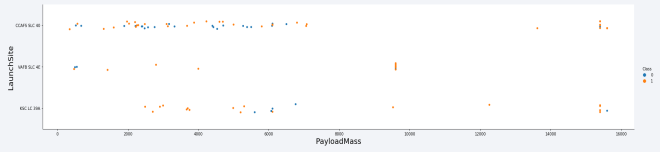 CCAFS SLC 40
VAFB SLC 4E
KSC LC 39A
LaunchSite
0
2000
4000
6000
8000
10000
12000
14000
16000
PayloadMass
Class
0
1